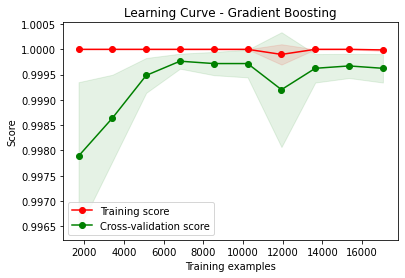 Learning Curve - Gradient Boosting
1.0005
1.0000
0.9995
0.9990
0.9985
0.9980
0.9975
0.9970
0.9965
Score
Training score
Cross-validation score
2000 4000 6000 8000 10000 12000 14000 16000
Training examples